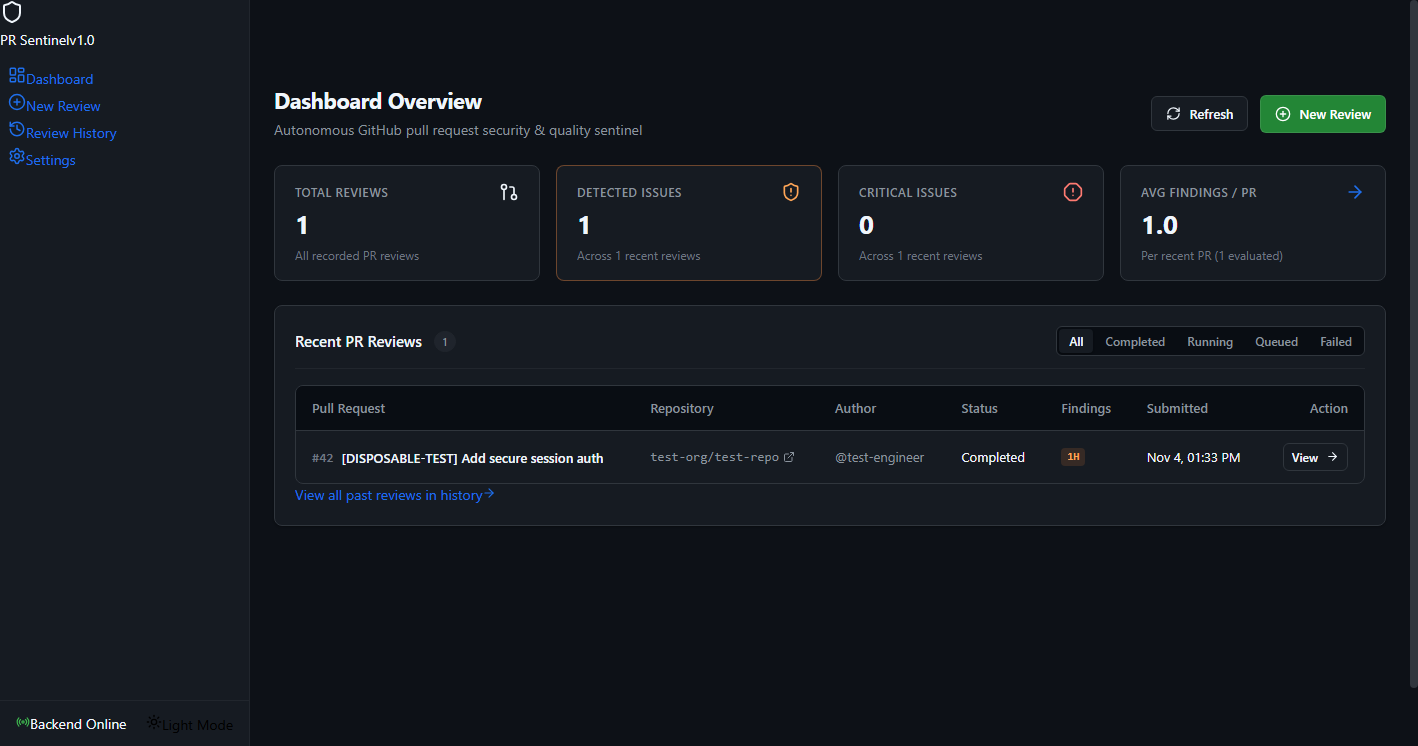 PR Sentinelv1.0
Dashboard
New Review
Review History
Settings
Backend Online
Light Mode
Dashboard Overview
Autonomous GitHub pull request security & quality sentinel
Refresh
New Review
TOTAL REVIEWS
1
All recorded PR reviews
DETECTED ISSUES
1
Across 1 recent reviews
CRITICAL ISSUES
0
Across 1 recent reviews
AVG FINDINGS / PR
1.0
Per recent PR (1 evaluated)
Recent PR Reviews 1
All Completed Running Queued Failed
Pull Request Repository Author Status Findings Submitted Action
#42 [DISPOSABLE-TEST] Add secure session auth test-org/test-repo @test-engineer Completed 1H Nov 4, 01:33 PM View
View all past reviews in history